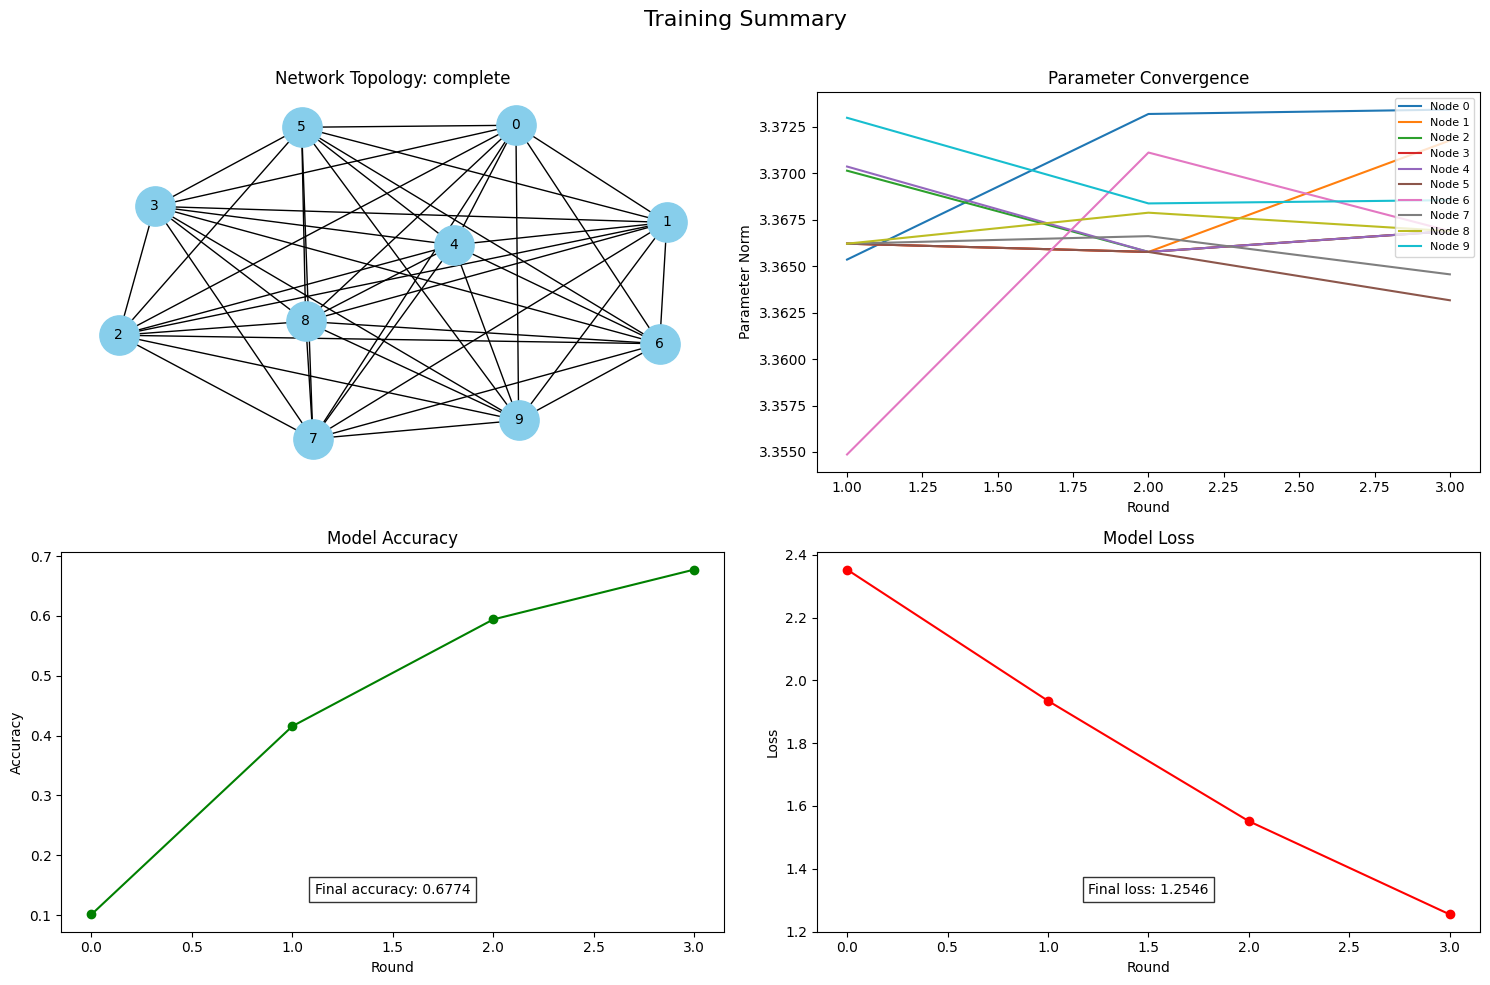 Training Summary
Network Topology: complete
5
0
3
1
4
8
2
6
9
7
Parameter Convergence
Parameter Norm
3.3725
3.3700
3.3675
3.3650
3.3625
3.3600
3.3575
3.3550
Node 0
Node 1
Node 2
Node 3
Node 4
Node 5
Node 6
Node 7
Node 8
Node 9
1.00 1.25 1.50 1.75 2.00 2.25 2.50 2.75 3.00
Round
Model Accuracy
Accuracy
0.7
0.6
0.5
0.4
0.3
0.2
0.1
Final accuracy: 0.6774
0.0 0.5 1.0 1.5 2.0 2.5 3.0
Round
Model Loss
Loss
2.4
2.2
2.0
1.8
1.6
1.4
1.2
Final loss: 1.2546
0.0 0.5 1.0 1.5 2.0 2.5 3.0
Round